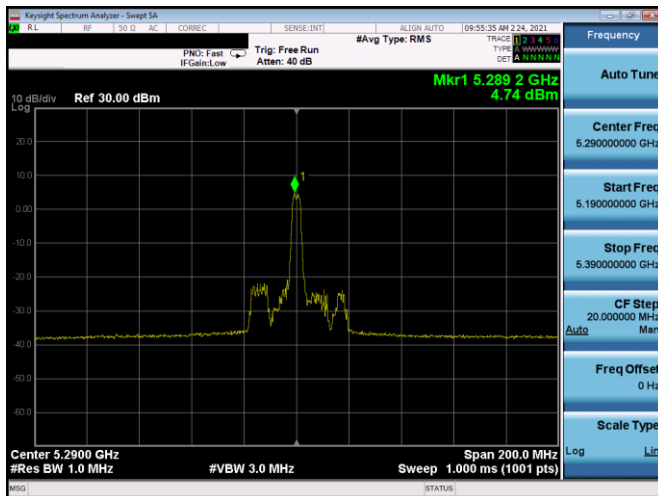 Keysight Spectrum Analyzer - Swept SA
RL RF 50 Ω AC CORREC SENSE:INT ALIGN AUTO 09:55:35 AM 2 24, 2021
#Avg Type: RMS
TRACE 1 2 3 4 5 6
PNO: Fast Trig: Free Run TYPE A WWWWW
IFGain:Low Atten: 40 dB DET A N N N N N
Mkr1 5.289 2 GHz
4.74 dBm
10 dB/div Ref 30.00 dBm
Log
20.0
10.0
0.00
-10.0
-20.0
-30.0
-40.0
-50.0
-60.0
1
Center 5.2900 GHz Span 200.0 MHz
#Res BW 1.0 MHz #VBW 3.0 MHz Sweep 1.000 ms (1001 pts)
MSG STATUS
Frequency
Auto Tune
Center Freq
5.290000000 GHz
Start Freq
5.190000000 GHz
Stop Freq
5.390000000 GHz
CF Step
20.000000 MHz
Auto Man
Freq Offset
0 Hz
Scale Type
Log Lin